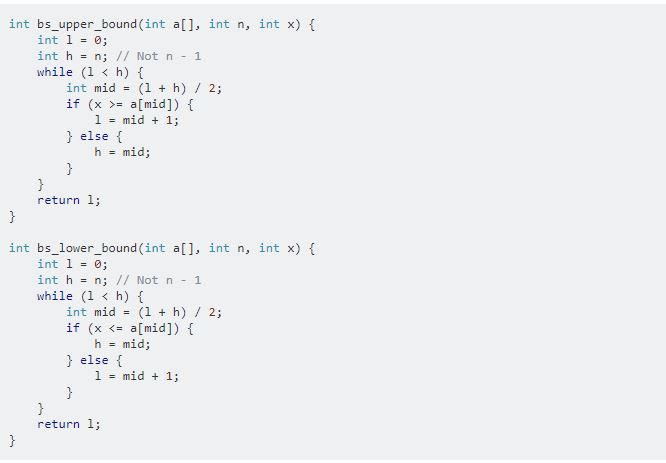 int bs_upper_bound(int a[], int n, int x) {
    int l = 0;
    int h = n; // Not n - 1
    while (l < h) {
        int mid = (l + h) / 2;
        if (x >= a[mid]) {
            l = mid + 1;
        } else {
            h = mid;
        }
    }
    return l;
}

int bs_lower_bound(int a[], int n, int x) {
    int l = 0;
    int h = n; // Not n - 1
    while (l < h) {
        int mid = (l + h) / 2;
        if (x <= a[mid]) {
            h = mid;
        } else {
            l = mid + 1;
        }
    }
    return l;
}